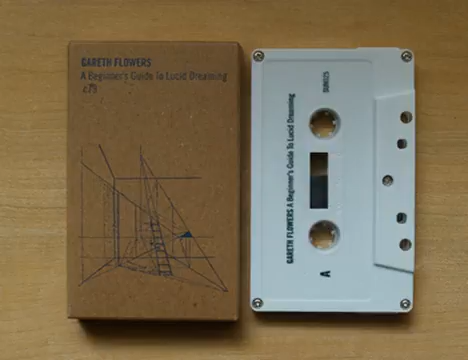 GARETH FLOWERS
A Beginner's Guide To Lucid Dreaming
GARETH FLOWERS A Beginner's Guide To Lucid Dreaming
A